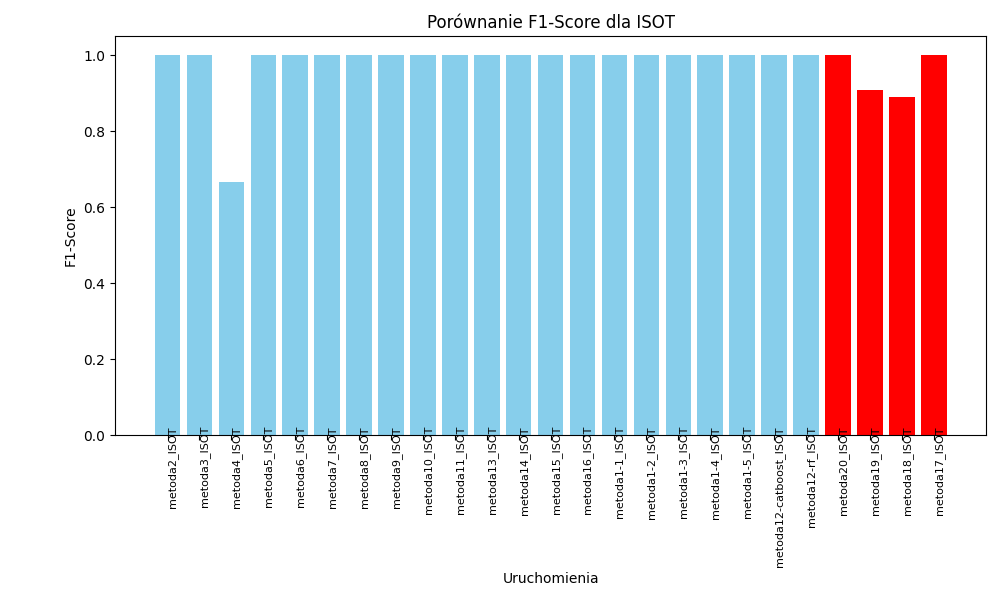 Porównanie F1-Score dla ISOT
1.0
0.8
0.6
0.4
0.2
0.0
F1-Score
metoda2_ISOT
metoda3_ISOT
metoda4_ISOT
metoda5_ISOT
metoda6_ISOT
metoda7_ISOT
metoda8_ISOT
metoda9_ISOT
metoda10_ISOT
metoda11_ISOT
metoda13_ISOT
metoda14_ISOT
metoda15_ISOT
metoda16_ISOT
metoda1-1_ISOT
metoda1-2_ISOT
metoda1-3_ISOT
metoda1-4_ISOT
metoda1-5_ISOT
metoda12-catboost_ISOT
metoda12-rf_ISOT
metoda20_ISOT
metoda19_ISOT
metoda18_ISOT
metoda17_ISOT
Uruchomienia